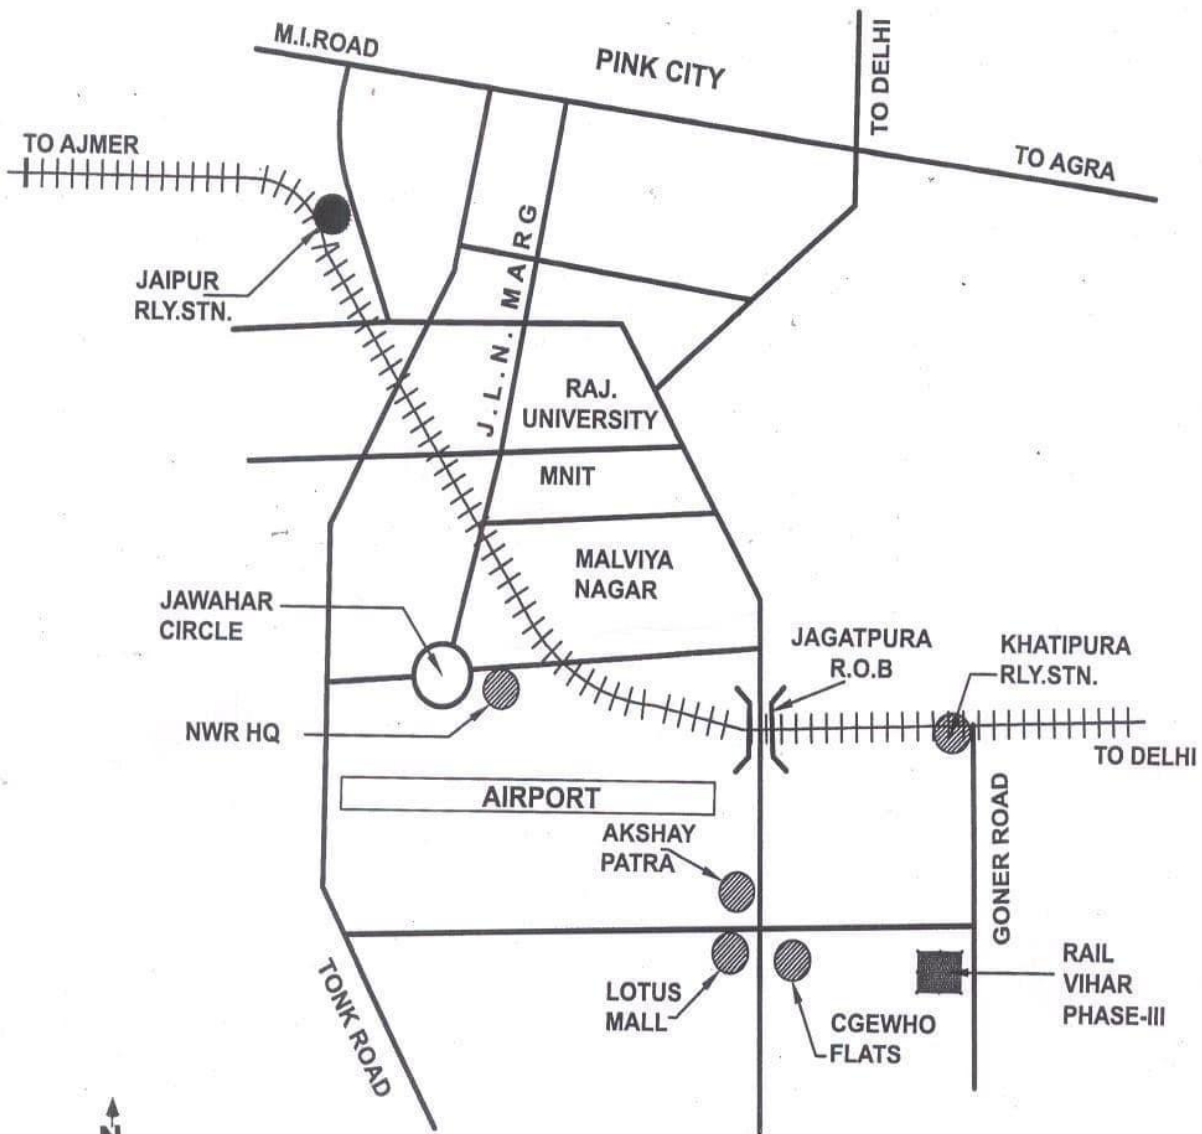 M.I.ROAD
PINK CITY
TO DELHI
TO AJMER
TO AGRA
J.L.N. MARG
JAIPUR
RLY.STN.
RAJ.
UNIVERSITY
MNIT
MALVIYA
NAGAR
JAWAHAR
CIRCLE
JAGATPURA
R.O.B
KHATIPURA
RLY.STN.
NWR HQ
TO DELHI
AIRPORT
AKSHAY
PATRA
GONER ROAD
LOTUS
MALL
CGEWHO
FLATS
RAIL
VIHAR
PHASE-III
TONK ROAD
N